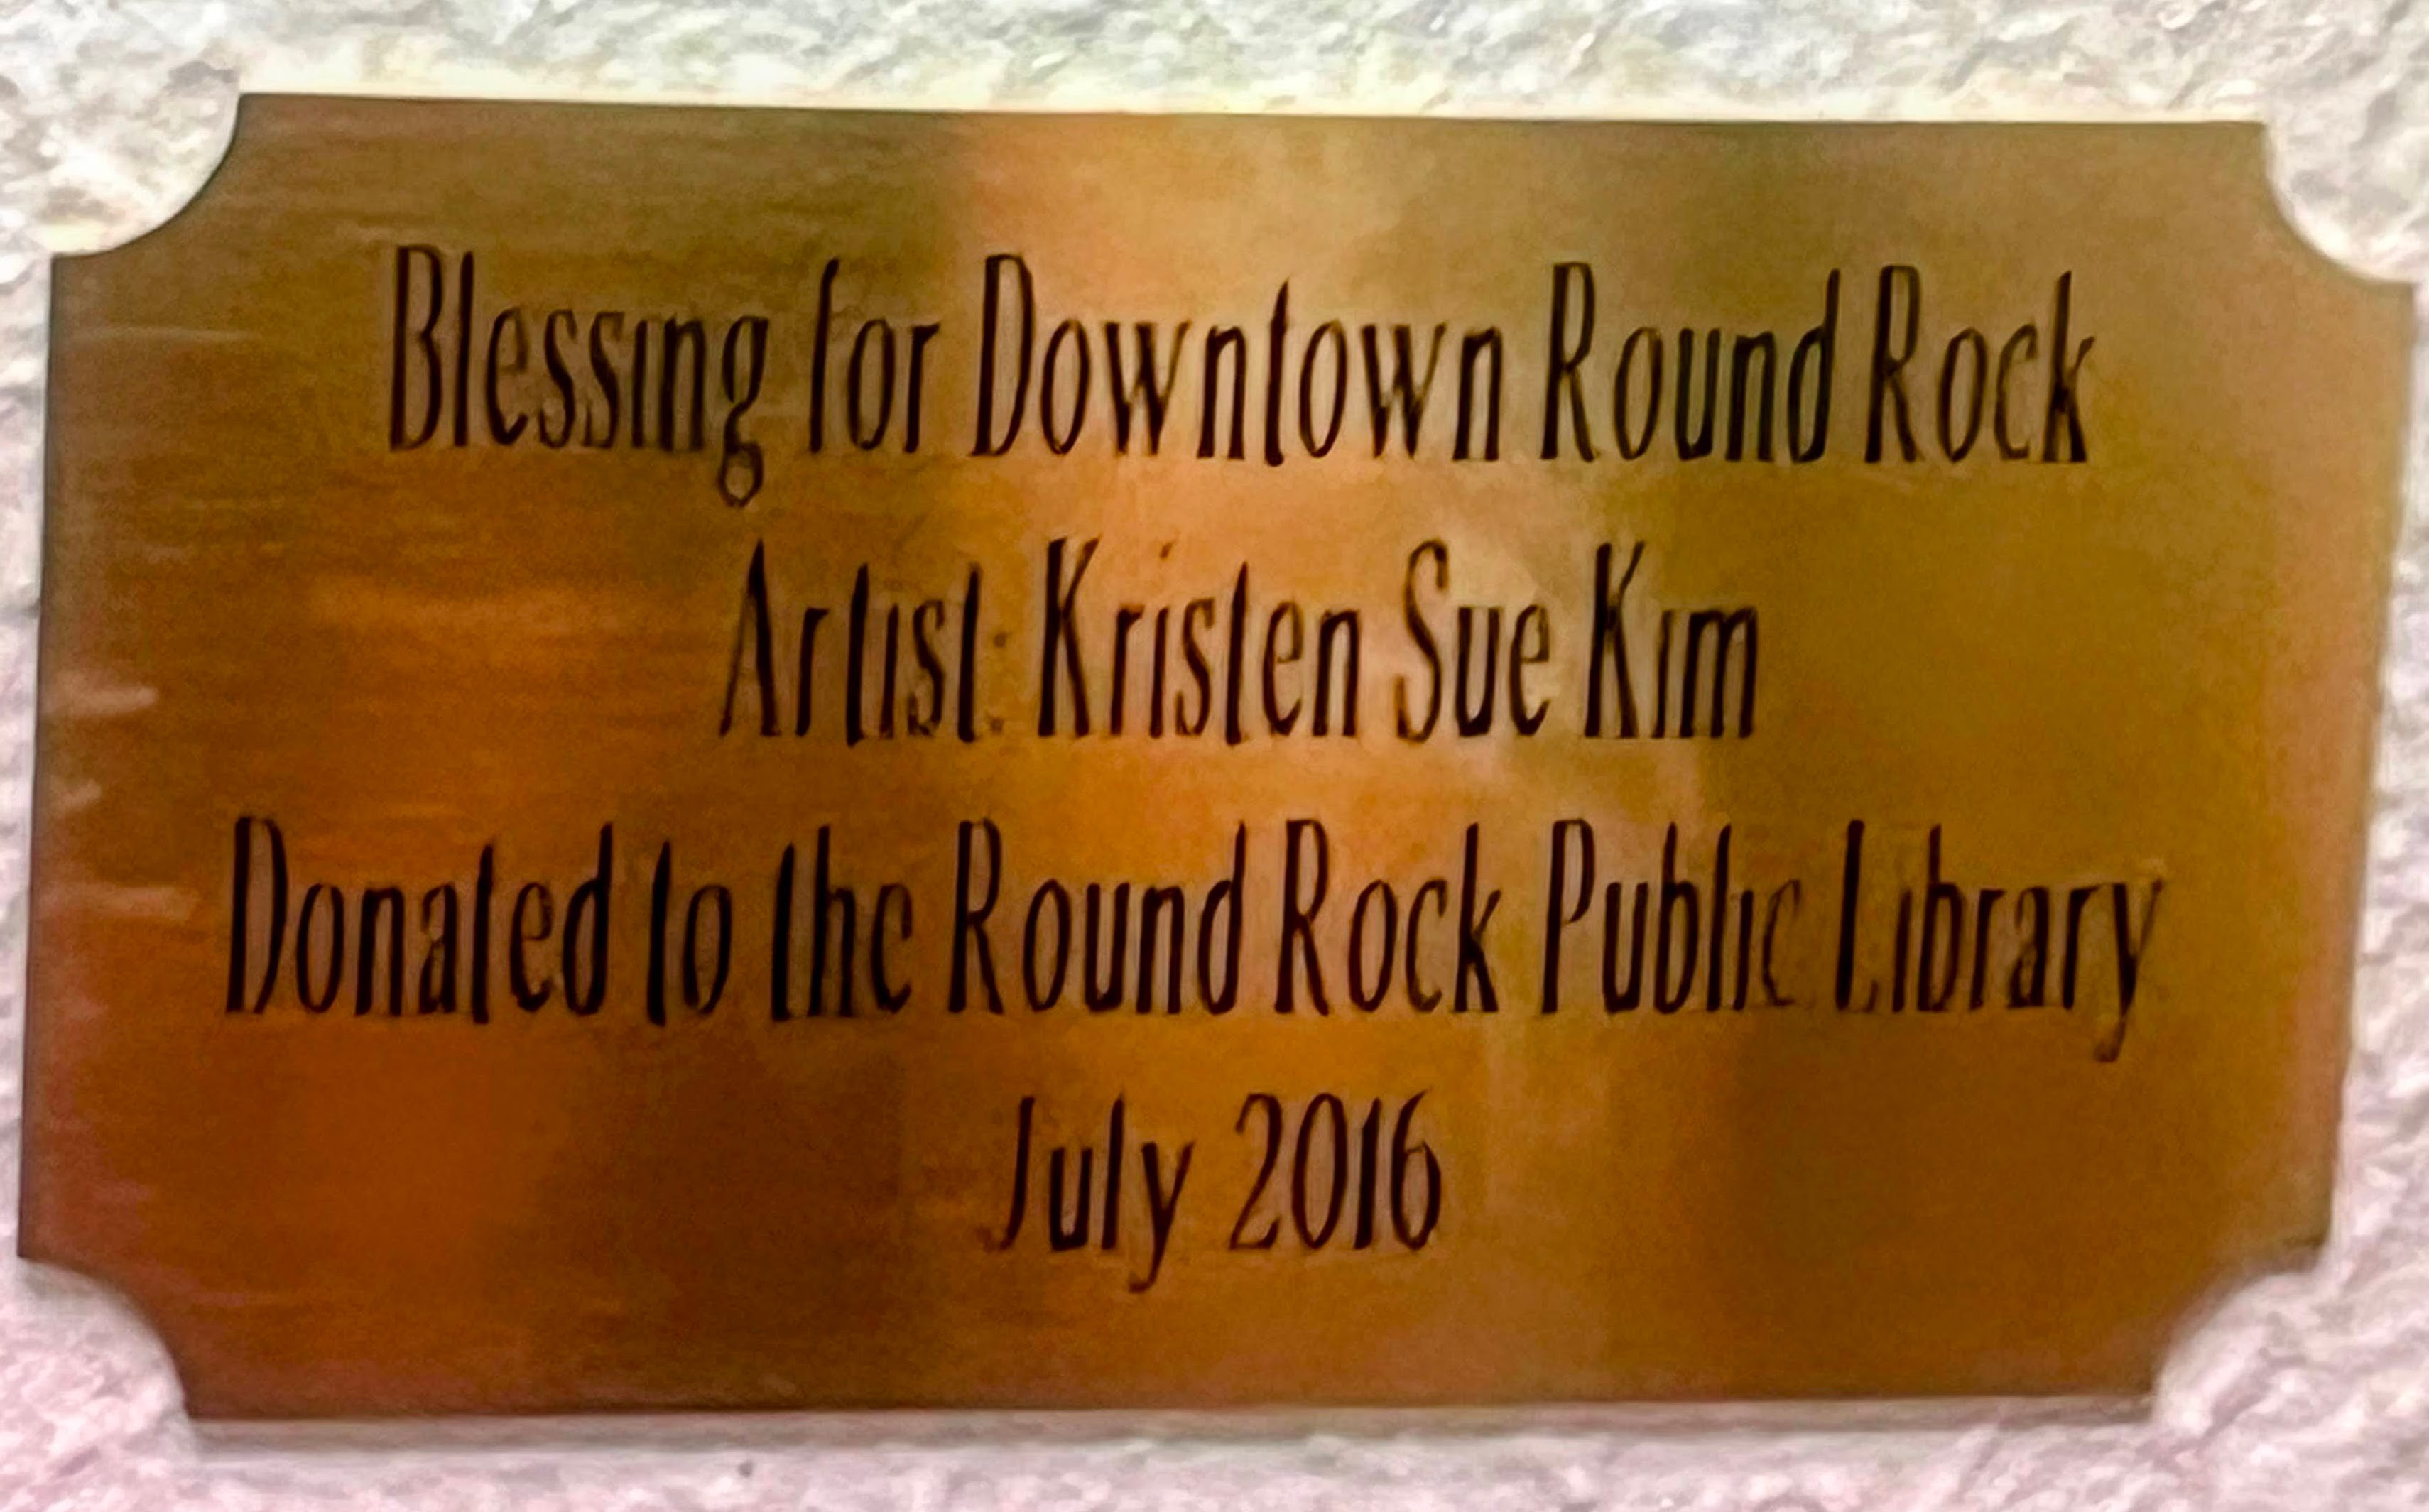 Blessing for Downtown Round Rock
Artist: Kristen Sue Kim
Donated to the Round Rock Public Library
July 2016